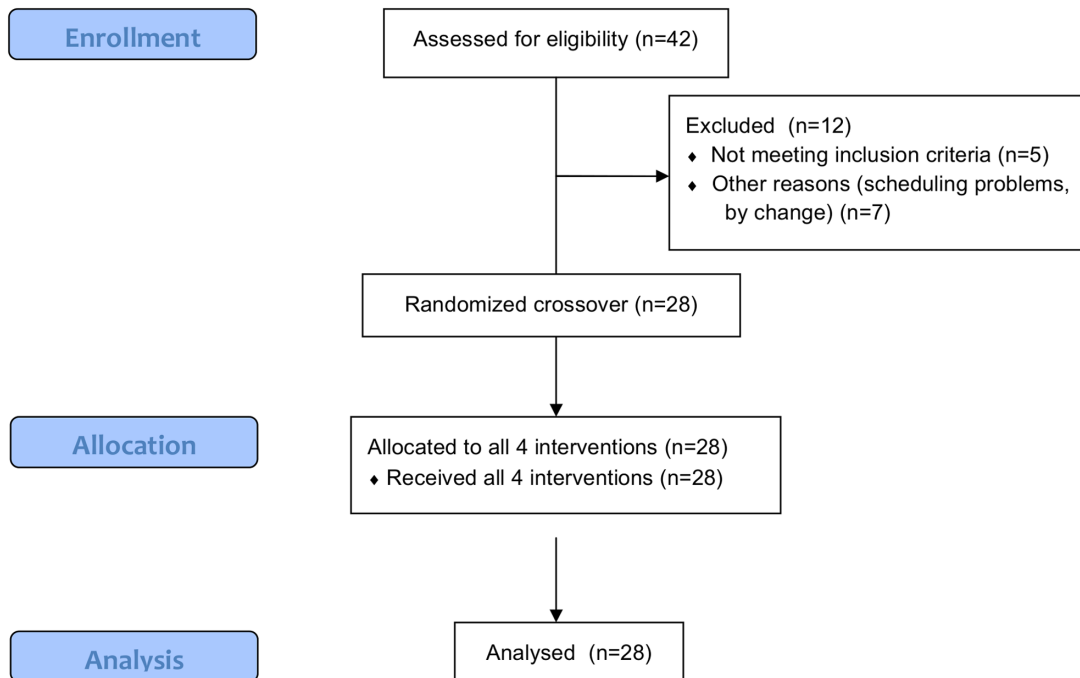 Enrollment
Assessed for eligibility (n=42)
Excluded (n=12)
♦ Not meeting inclusion criteria (n=5)
♦ Other reasons (scheduling problems,
by change) (n=7)
Randomized crossover (n=28)
Allocation
Allocated to all 4 interventions (n=28)
♦ Received all 4 interventions (n=28)
Analysis
Analysed (n=28)